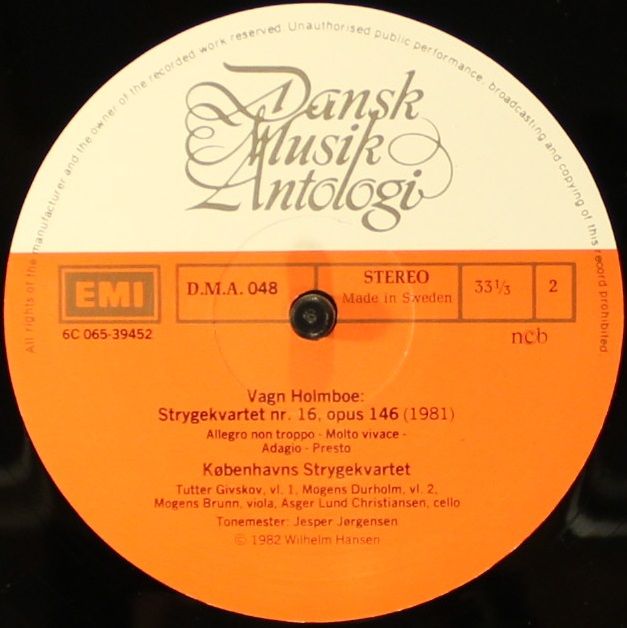 All rights of the manufacturer and the owner of the recorded work reserved. Unauthorised public performance, broadcasting and copying of this record prohibited
Dansk
Musik
Antologi
EMI
D.M.A. 048
STEREO
Made in Sweden
33 1/3
2
6C 065-39452
ncb
Vagn Holmboe:
Strygekvartet nr. 16, opus 146 (1981)
Allegro non troppo - Molto vivace -
Adagio - Presto
Københavns Strygekvartet
Tutter Givskov, vl. 1, Mogens Durholm, vl. 2,
Mogens Brunn, viola, Asger Lund Christiansen, cello
Tonemester: Jesper Jørgensen
© 1982 Wilhelm Hansen